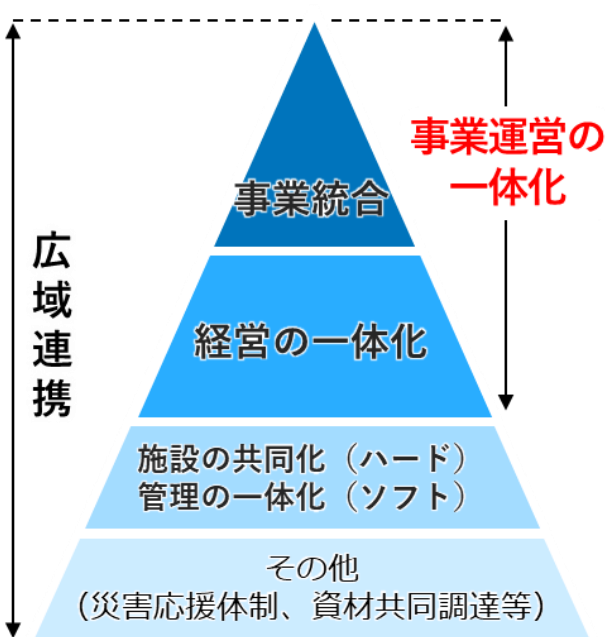 事業運営の
一体化
事業統合
広域連携
経営の一体化
施設の共同化（ハード）
管理の一体化（ソフト）
その他
（災害応援体制、資材共同調達等）